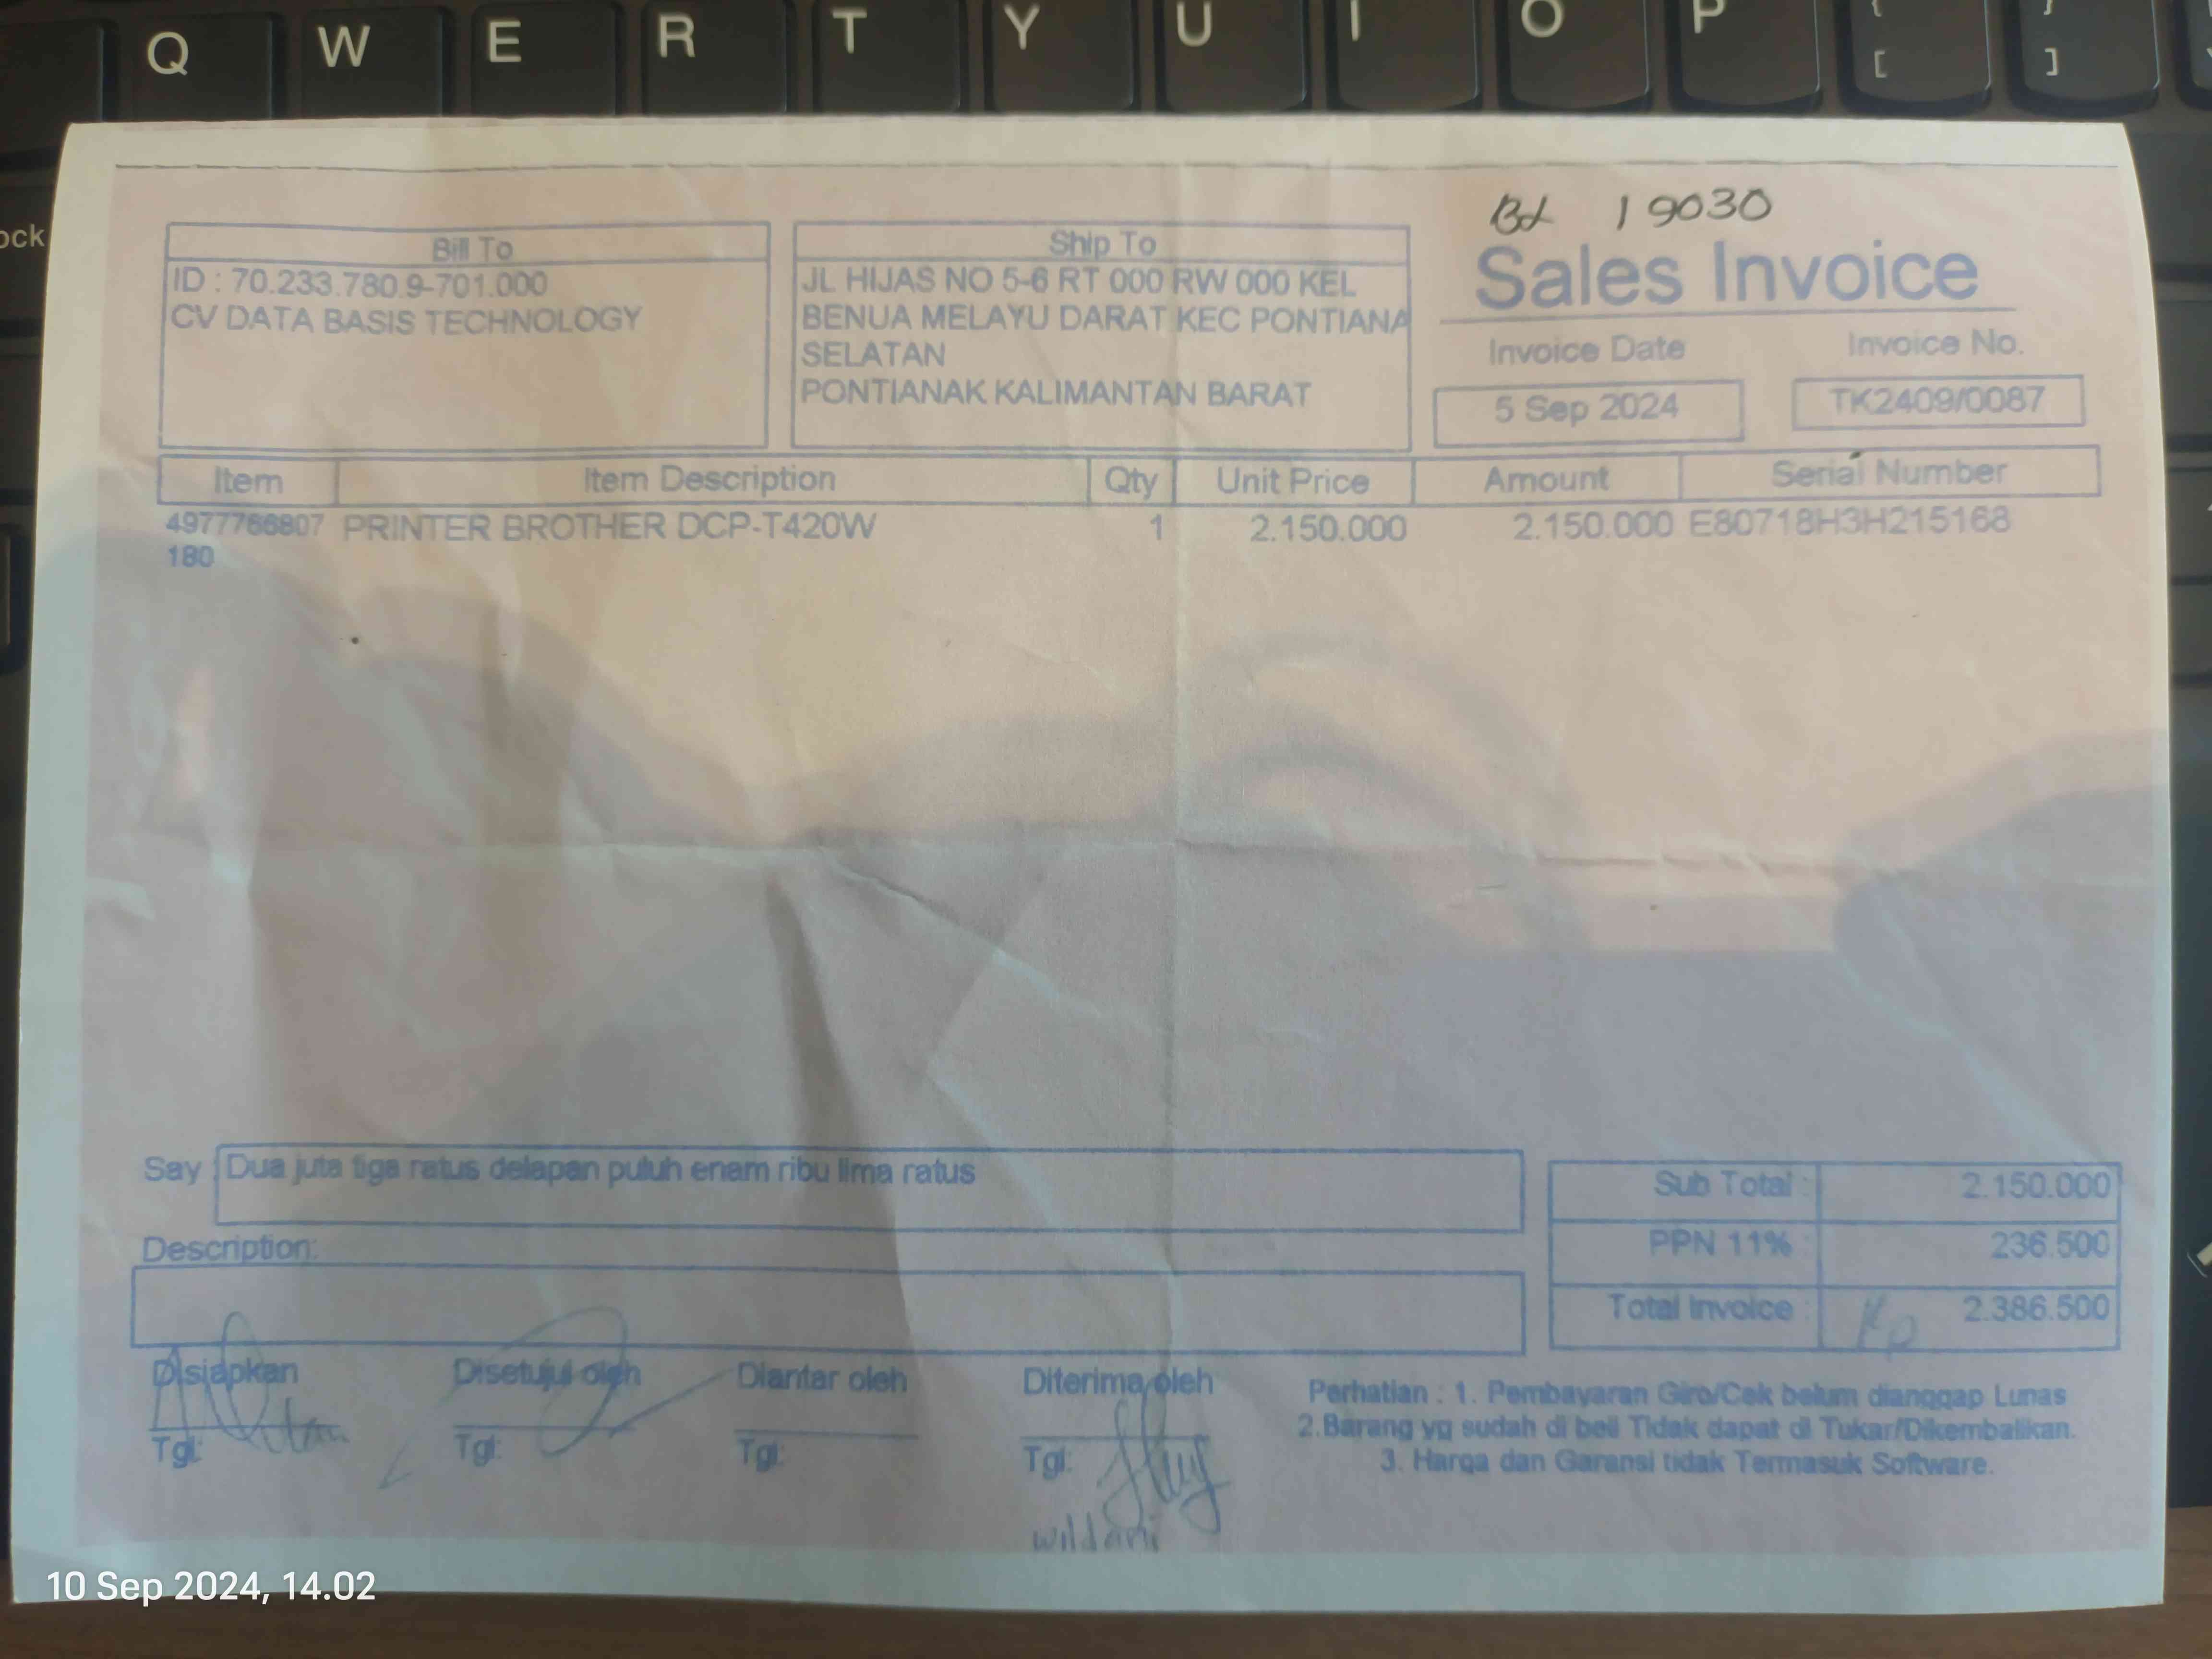 Q W E R T Y U I O P { [ } ]
ock
Bill To
ID : 70.233.780.9-701.000
CV DATA BASIS TECHNOLOGY
Ship To
JL HIJAS NO 5-6 RT 000 RW 000 KEL
BENUA MELAYU DARAT KEC PONTIANA
SELATAN
PONTIANAK KALIMANTAN BARAT
19030
Sales Invoice
Invoice Date Invoice No.
5 Sep 2024 TK2409/0087
Item Item Description Qty Unit Price Amount Serial Number
4977766807 PRINTER BROTHER DCP-T420W 1 2.150.000 2.150.000 E80718H3H215168
180
Say : Dua juta tiga ratus delapan puluh enam ribu lima ratus
Description:
Sub Total : 2.150.000
PPN 11% 236.500
Total Invoice : 2.386.500
Disiapkan Disetujui oleh Diantar oleh Diterima oleh
Tgl: Tgl: Tgl: Tgl:
wildani
Perhatian : 1. Pembayaran Giro/Cek belum dianggap Lunas
2.Barang yg sudah di beli Tidak dapat di Tukar/Dikembalikan.
3. Harga dan Garansi tidak Termasuk Software.
10 Sep 2024, 14.02